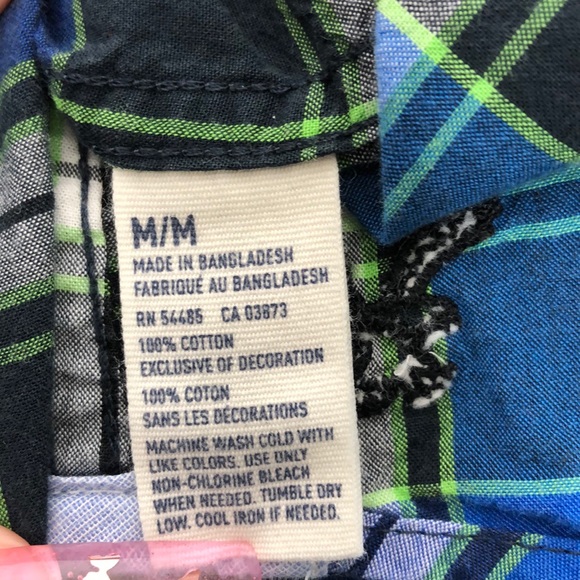 M/M
MADE IN BANGLADESH
FABRIQUÉ AU BANGLADESH
RN 54485 CA 03873
100% COTTON
EXCLUSIVE OF DECORATION
100% COTON
SANS LES DÉCORATIONS
MACHINE WASH COLD WITH
LIKE COLORS. USE ONLY
NON-CHLORINE BLEACH
WHEN NEEDED. TUMBLE DRY
LOW. COOL IRON IF NEEDED.